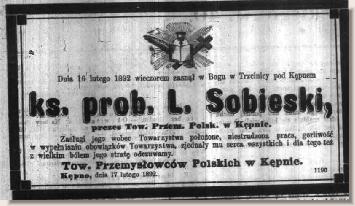 Dnia 16 lutego 1892 wieczorem zasnął w Bogu w Trzcinicy pod Kępnem
ks. prob. L. Sobieski,
prezes Tow. Przem. Polsk. w Kępnie.
Zasługi jego wobec Towarzystwa położone, niestrudzona praca, gorliwość
w wypełnianiu obowiązków Towarzystwa, zjednały mu serca wszystkich i dla tego też
z wielkim bólem jego stratę odczuwamy.
Tow. Przemysłowców Polskich w Kępnie.
Kępno, dnia 17 lutego 1892. 1190